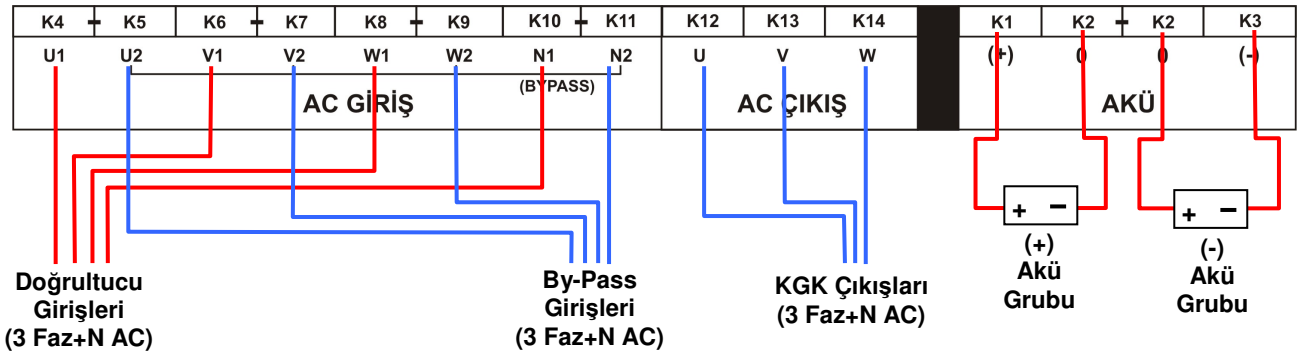 K4 - K5 K6 - K7 K8 - K9 K10 - K11 K12 K13 K14 K1 K2 - K2 K3
U1 U2 V1 V2 W1 W2 N1 N2 U V W (+) 0 0 (-)
(BYPASS)
AC GİRİŞ AC ÇIKIŞ AKÜ
+ − + −
Doğrultucu
Girişleri
(3 Faz+N AC)
By-Pass
Girişleri
(3 Faz+N AC)
KGK Çıkışları
(3 Faz+N AC)
(+)
Akü
Grubu
(-)
Akü
Grubu